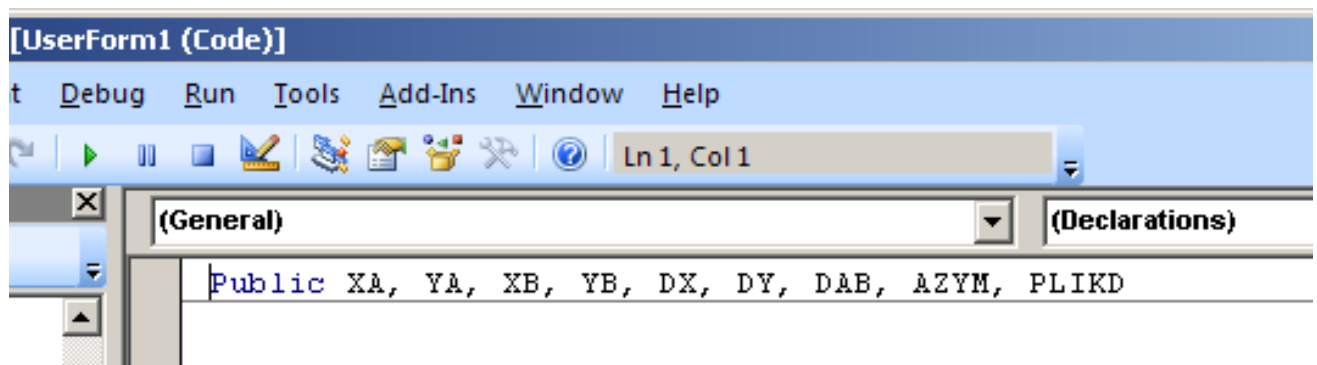 [UserForm1 (Code)]
t Debug Run Tools Add-Ins Window Help
Ln 1, Col 1
(General) (Declarations)
Public XA, YA, XB, YB, DX, DY, DAB, AZYM, PLIKD